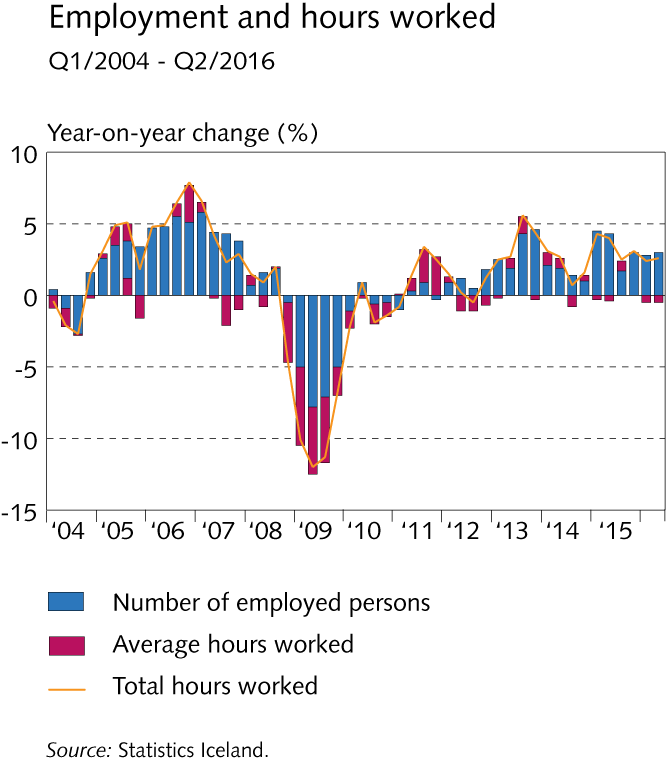 Employment and hours worked
Q1/2004 - Q2/2016
Year-on-year change (%)
10
5
0
-5
-10
-15
‘04 ‘05 ‘06 ‘07 ‘08 ‘09 ‘10 ‘11 ‘12 ‘13 ‘14 ‘15
Number of employed persons
Average hours worked
Total hours worked
Source: Statistics Iceland.